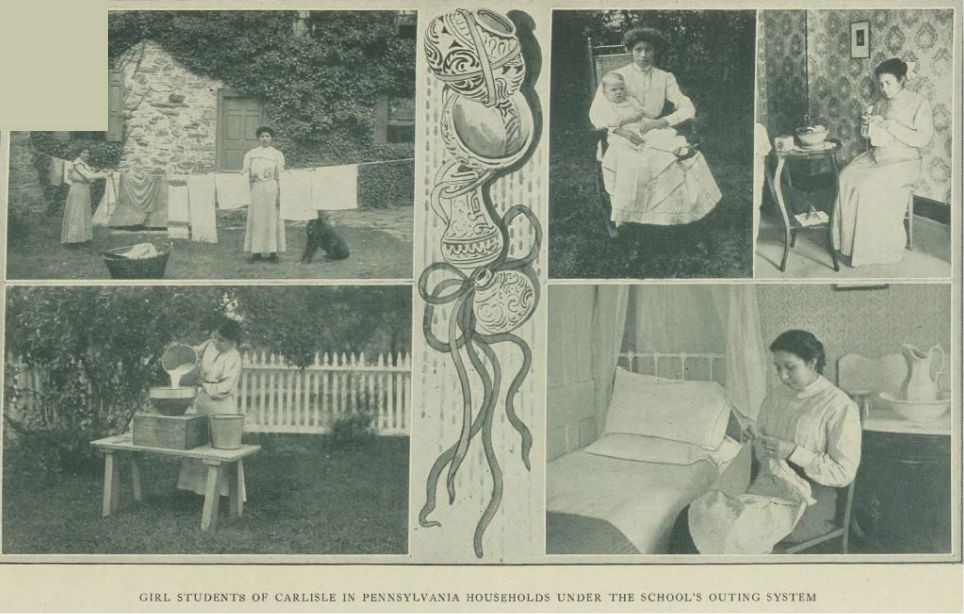 GIRL STUDENTS OF CARLISLE IN PENNSYLVANIA HOUSEHOLDS UNDER THE SCHOOL'S OUTING SYSTEM